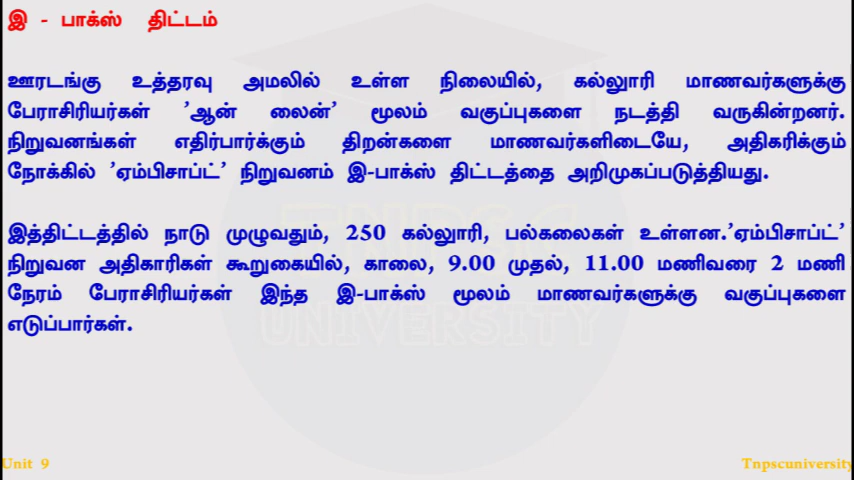 இ - பாக்ஸ் திட்டம்
ஊரடங்கு உத்தரவு அமலில் உள்ள நிலையில், கல்லூரி மாணவர்களுக்கு
பேராசிரியர்கள் 'ஆன் லைன்' மூலம் வகுப்புகளை நடத்தி வருகின்றனர்.
நிறுவனங்கள் எதிர்பார்க்கும் திறன்களை மாணவர்களிடையே, அதிகரிக்கும்
நோக்கில் 'ஏம்பிசாப்ட்' நிறுவனம் இ-பாக்ஸ் திட்டத்தை அறிமுகப்படுத்தியது.
இத்திட்டத்தில் நாடு முழுவதும், 250 கல்லூரி, பல்கலைகள் உள்ளன.'ஏம்பிசாப்ட்'
நிறுவன அதிகாரிகள் கூறுகையில், காலை, 9.00 முதல், 11.00 மணிவரை 2 மணி
நேரம் பேராசிரியர்கள் இந்த இ-பாக்ஸ் மூலம் மாணவர்களுக்கு வகுப்புகளை
எடுப்பார்கள்.
TNPSC
UNIVERSITY
Unit 9
Tnpscuniversity